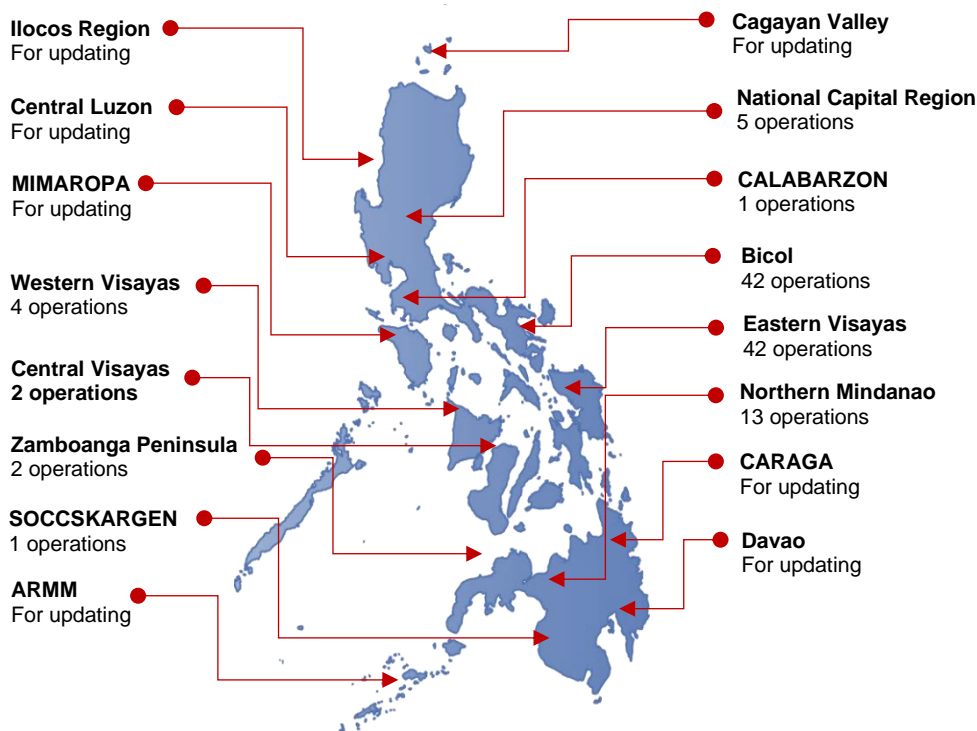 Ilocos Region
For updating
Central Luzon
For updating
MIMAROPA
For updating
Western Visayas
4 operations
Central Visayas
2 operations
Zamboanga Peninsula
2 operations
SOCCSKARGEN
1 operations
ARMM
For updating
Cagayan Valley
For updating
National Capital Region
5 operations
CALABARZON
1 operations
Bicol
42 operations
Eastern Visayas
42 operations
Northern Mindanao
13 operations
CARAGA
For updating
Davao
For updating